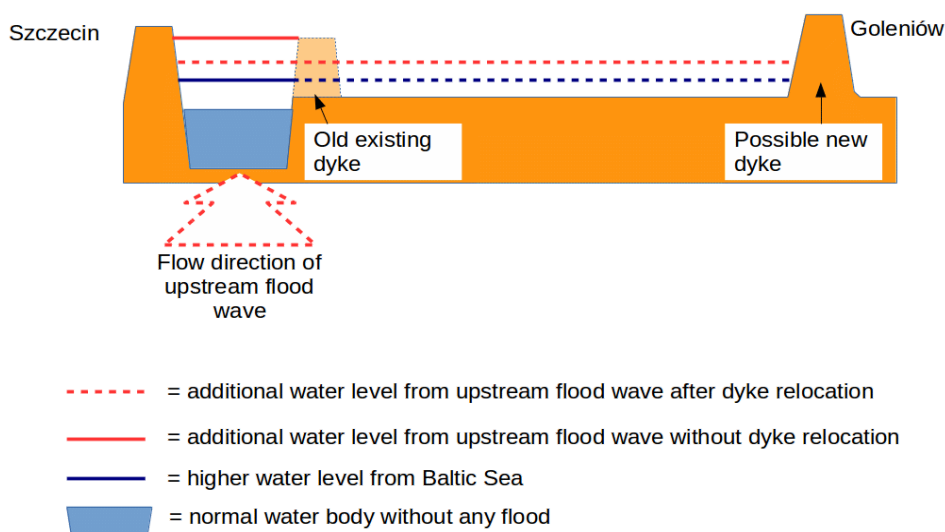 Szczecin
Goleniów
Old existing
dyke
Possible new
dyke
Flow direction of
upstream flood
wave
= additional water level from upstream flood wave after dyke relocation
= additional water level from upstream flood wave without dyke relocation
= higher water level from Baltic Sea
= normal water body without any flood